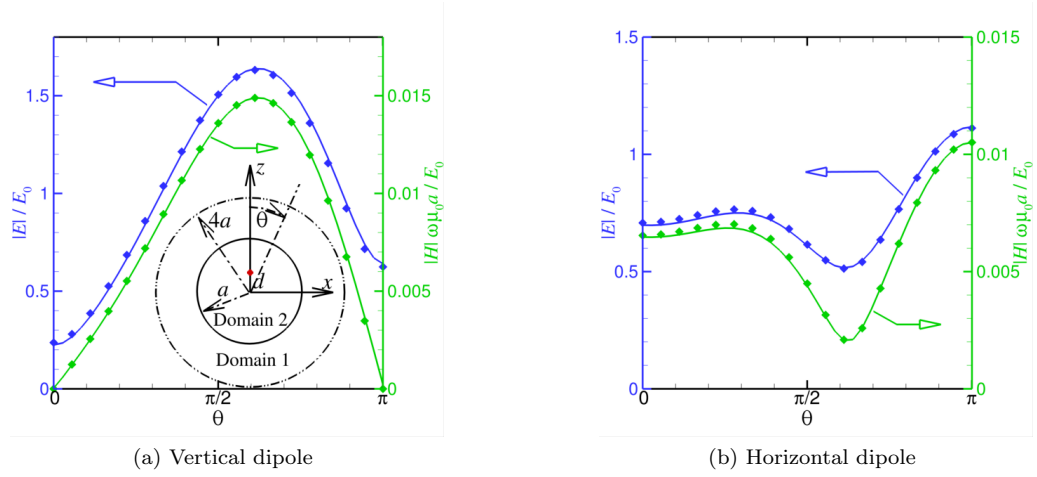 |E| / E₀
1.5
1
0.5
0
0.015
0.01
0.005
0
|H| ωμ₀a / E₀
z
θ
4a
d
x
a
Domain 2
Domain 1
0
π/2
π
θ
(a) Vertical dipole
|E| / E₀
1.5
1
0.5
0
0.015
0.01
0.005
0
|H| ωμ₀a / E₀
0
π/2
π
θ
(b) Horizontal dipole